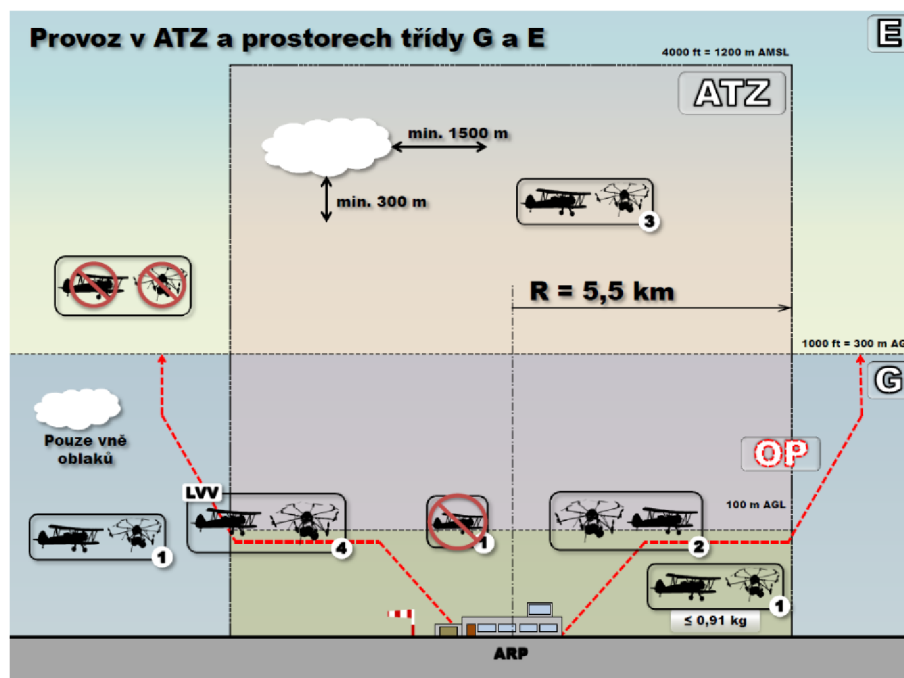 Provoz v ATZ a prostorech třídy G a E
E
4000 ft = 1200 m AMSL
ATZ
min. 1500 m
min. 300 m
3
R = 5,5 km
1000 ft = 300 m AG
G
Pouze vně
oblaků
OP
LVV
100 m AGL
1
4
1
2
1
≤ 0,91 kg
ARP